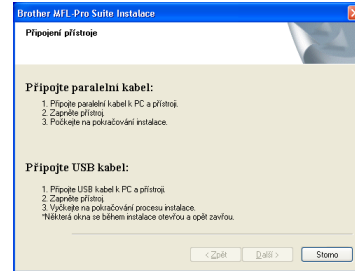 Brother MFL-Pro Suite Instalace
Připojení přístroje
Připojte paralelní kabel:
1. Připojte paralelní kabel k PC a přístroji.
2. Zapněte přístroj.
3. Počkejte na pokračování instalace.
Připojte USB kabel:
1. Připojte USB kabel k PC a přístroji.
2. Zapněte přístroj.
3. Vyčkejte na pokračování procesu instalace.
*Některá okna se během instalace otevřou a opět zavřou.
< Zpět Další > Storno